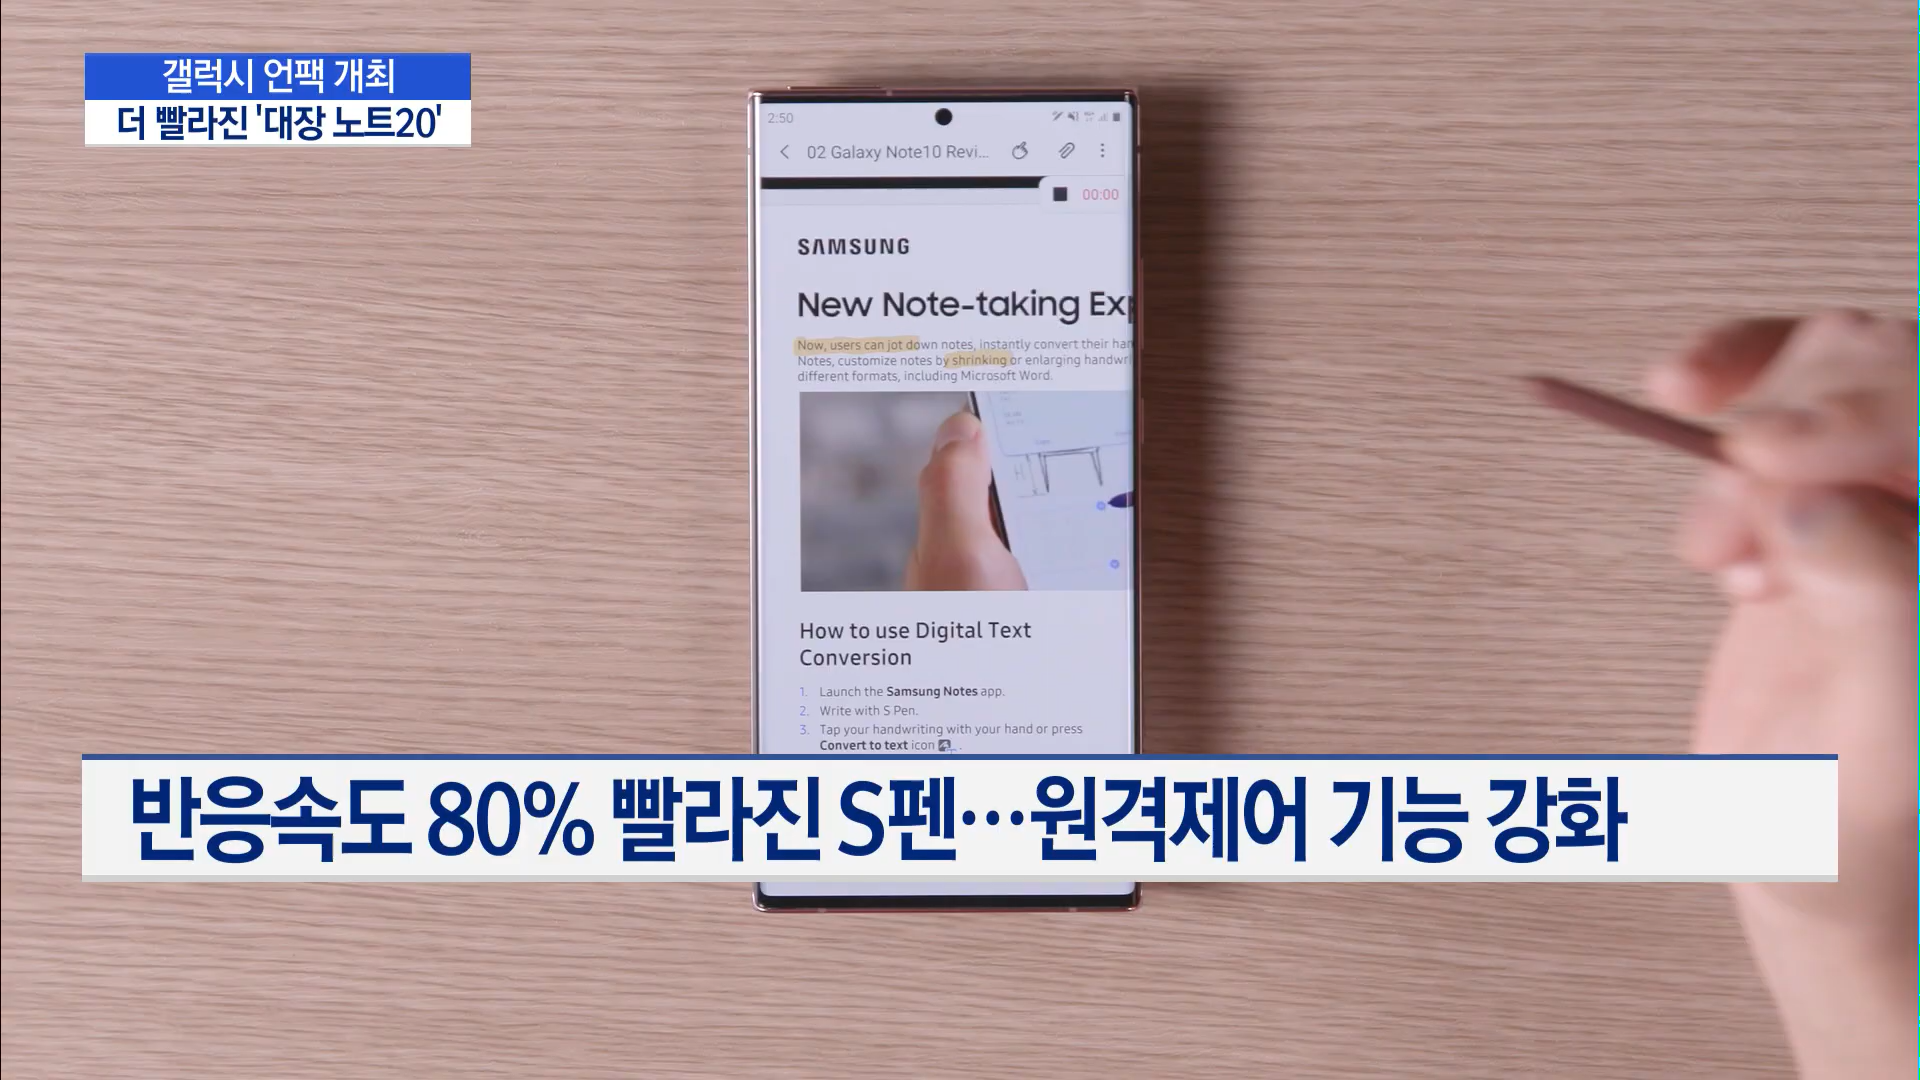 갤럭시 언팩 개최
더 빨라진 '대장 노트20'
2:50
02 Galaxy Note10 Revi...
00:00
SAMSUNG
New Note-taking Exp
Now, users can jot down notes, instantly convert their han
Notes, customize notes by shrinking or enlarging handwri
different formats, including Microsoft Word.
How to use Digital Text
Conversion
1. Launch the Samsung Notes app.
2. Write with S Pen.
3. Tap your handwriting with your hand or press
Convert to text icon .
반응속도 80% 빨라진 S펜…원격제어 기능 강화